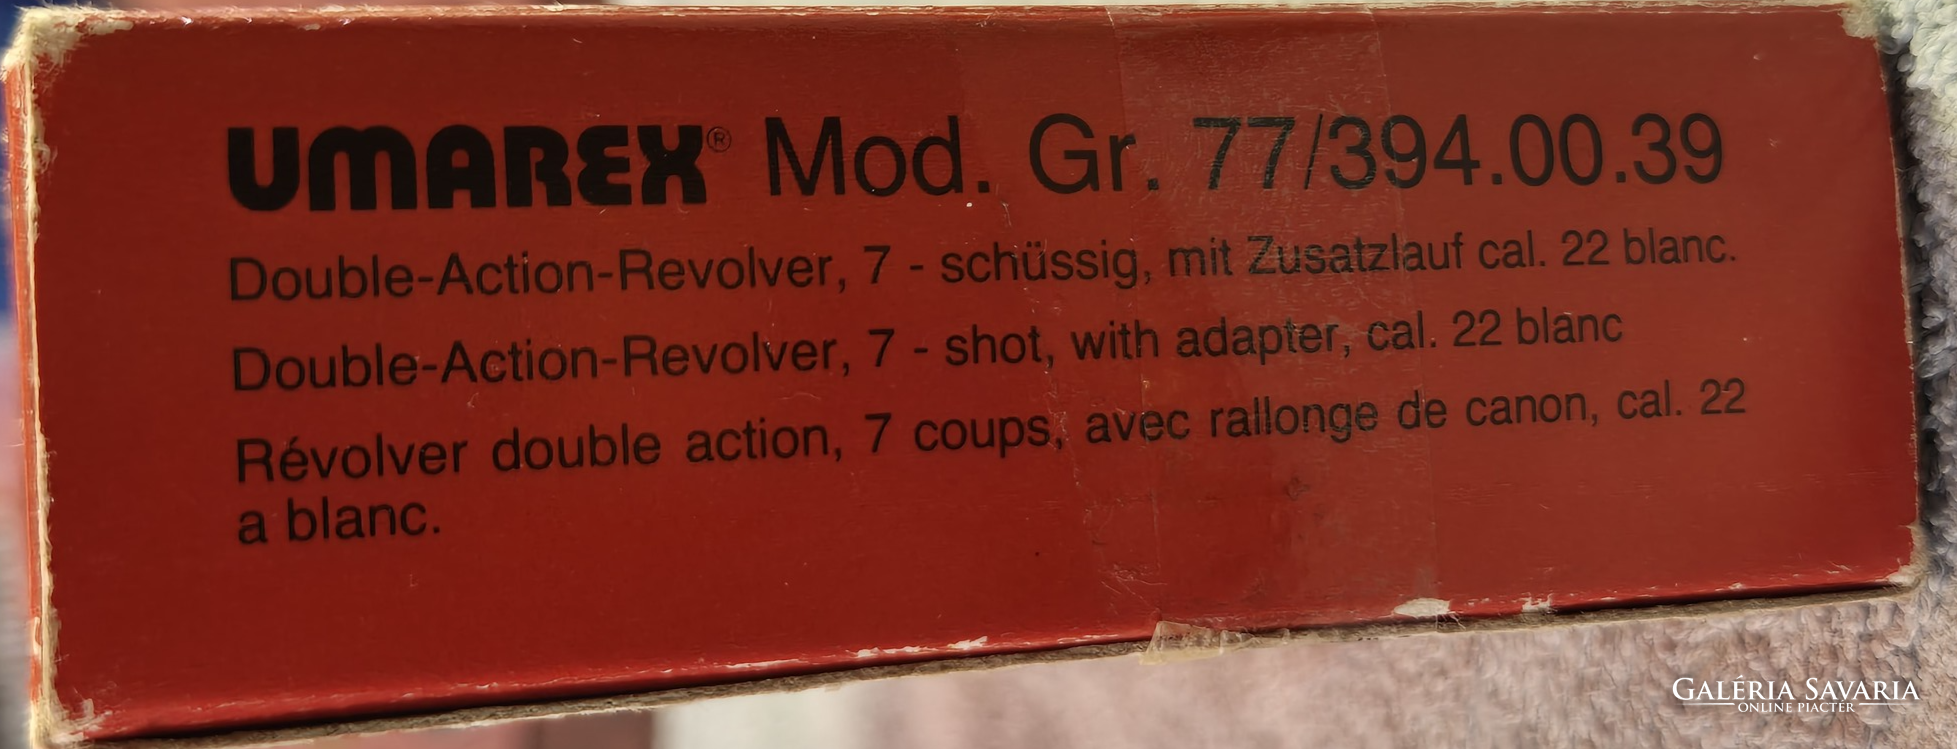 UMAREX® Mod. Gr. 77/394.00.39
Double-Action-Revolver, 7 - schüssig, mit Zusatzlauf cal. 22 blanc.
Double-Action-Revolver, 7 - shot, with adapter, cal. 22 blanc
Révolver double action, 7 coups, avec rallonge de canon, cal. 22
a blanc.
GALÉRIA SAVARIA
ONLINE PIACTÉR